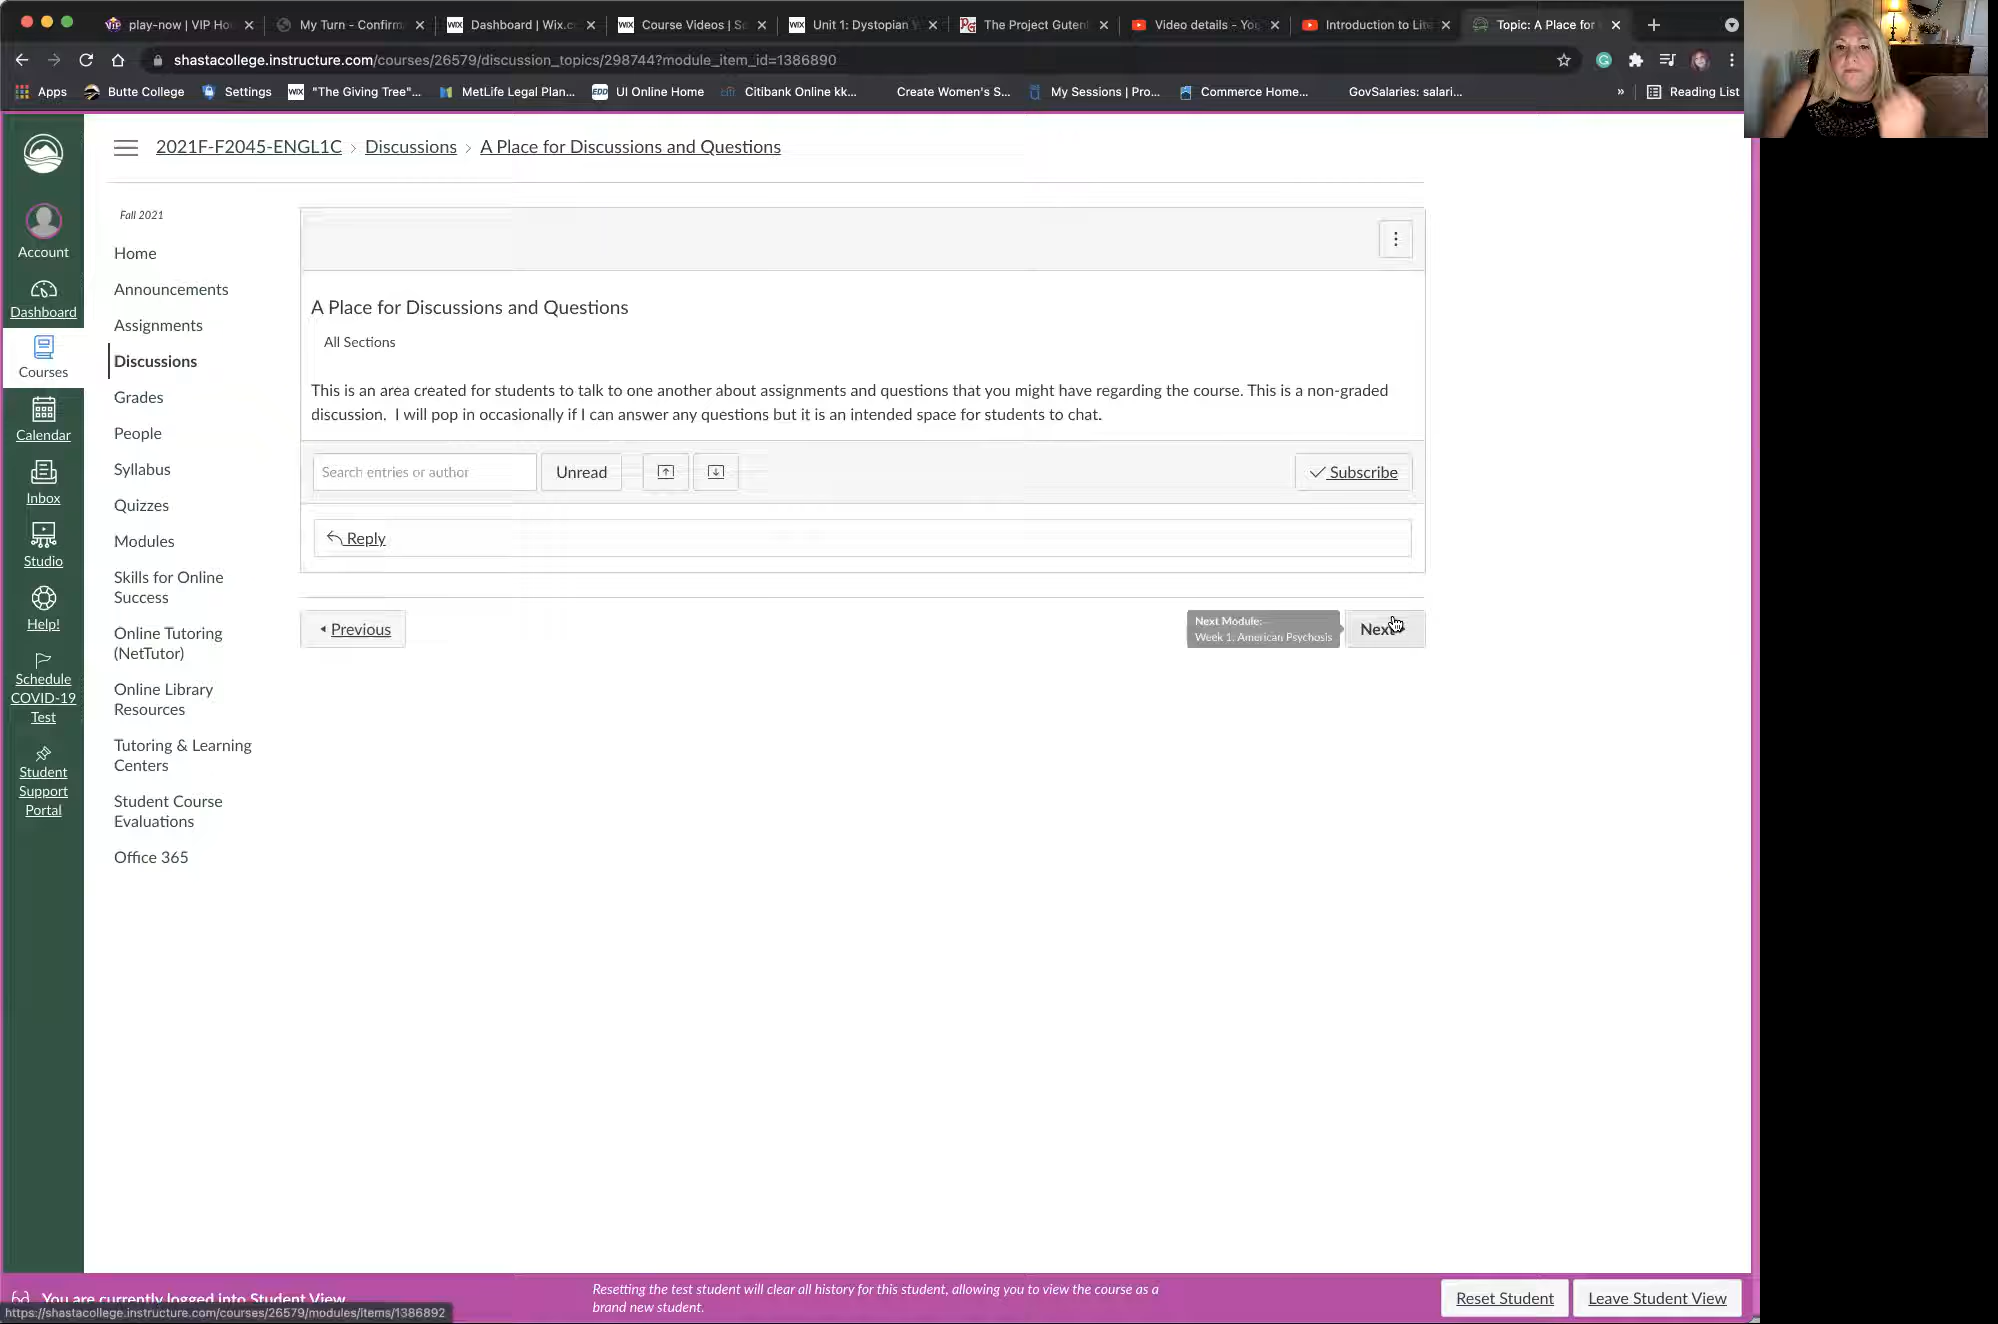 play-now | VIP Ho
My Turn - Confirm
WIX Dashboard | Wix.c
WIX Course Videos | S
WIX Unit 1: Dystopian
PG The Project Guten
Video details - You
Introduction to Lite
Topic: A Place for
shastacollege.instructure.com/courses/26579/discussion_topics/298744?module_item_id=1386890
Apps
Butte College
Settings
WIX "The Giving Tree"...
MetLife Legal Plan...
EDD UI Online Home
citi Citibank Online kk...
Create Women's S...
My Sessions | Pro...
Commerce Home...
GovSalaries: salari...
»
Reading List
2021F-F2045-ENGL1C › Discussions › A Place for Discussions and Questions
Account
Dashboard
Courses
Calendar
Inbox
Studio
Help!
Schedule
COVID-19
Test
Student
Support
Portal
Fall 2021
Home
Announcements
Assignments
Discussions
Grades
People
Syllabus
Quizzes
Modules
Skills for Online
Success
Online Tutoring
(NetTutor)
Online Library
Resources
Tutoring & Learning
Centers
Student Course
Evaluations
Office 365
A Place for Discussions and Questions
All Sections
This is an area created for students to talk to one another about assignments and questions that you might have regarding the course. This is a non-graded
discussion. I will pop in occasionally if I can answer any questions but it is an intended space for students to chat.
Search entries or author
Unread
Subscribe
Reply
Previous
Next Module:
Week 1. American Psychosis
Next
You are currently logged into Student View
https://shastacollege.instructure.com/courses/26579/modules/items/1386892
Resetting the test student will clear all history for this student, allowing you to view the course as a
brand new student.
Reset Student
Leave Student View